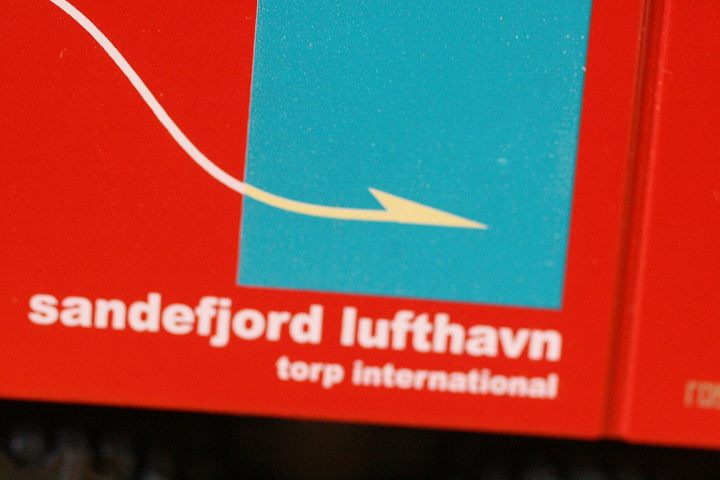 sandefjord lufthavn
torp international